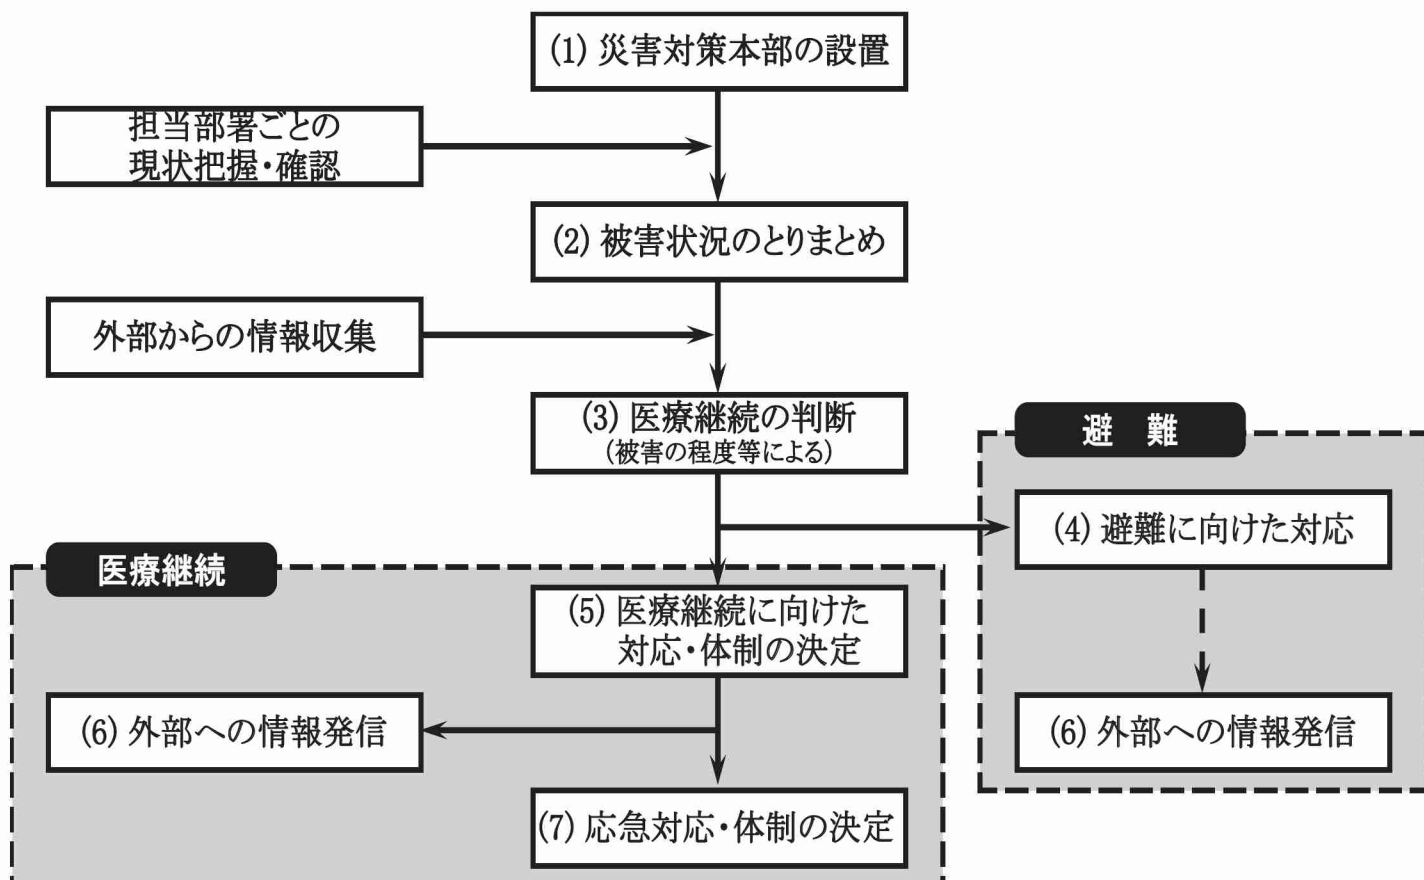 (1) 災害対策本部の設置
担当部署ごとの
現状把握・確認
(2) 被害状況のとりまとめ
外部からの情報収集
(3) 医療継続の判断
(被害の程度等による)
避 難
(4) 避難に向けた対応
医療継続
(5) 医療継続に向けた
対応・体制の決定
(6) 外部への情報発信
(6) 外部への情報発信
(7) 応急対応・体制の決定